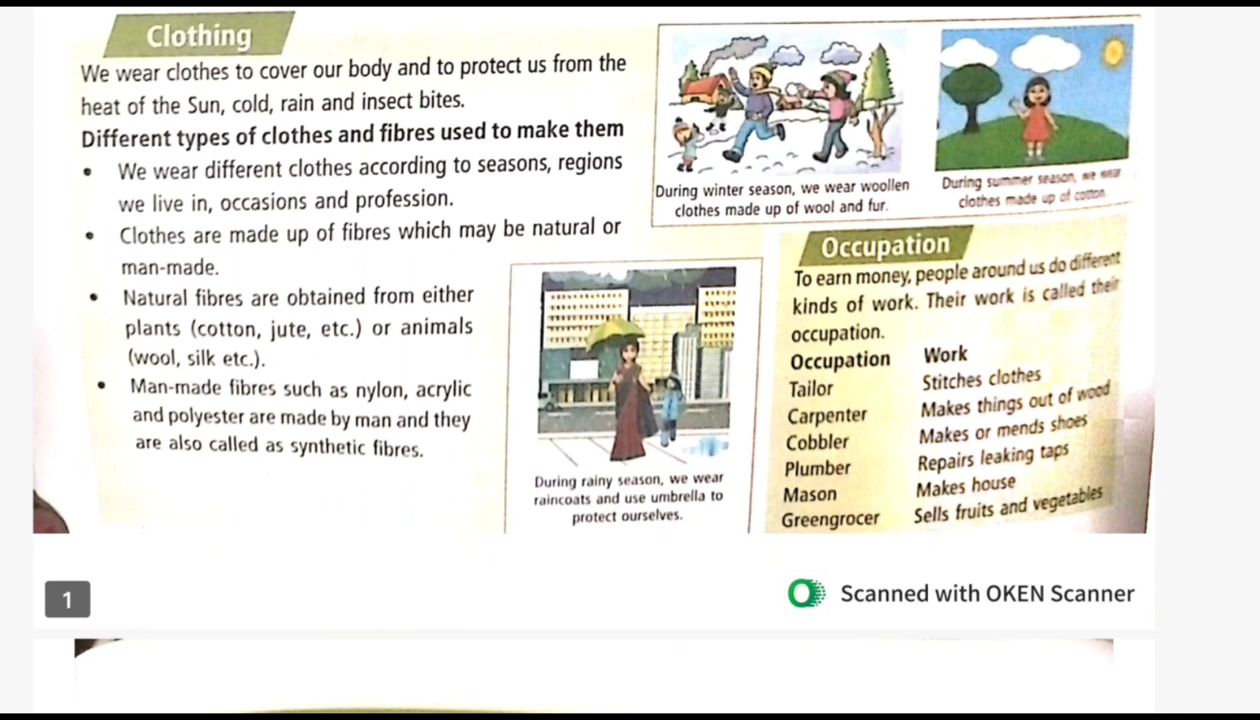 Clothing
We wear clothes to cover our body and to protect us from the
heat of the Sun, cold, rain and insect bites.
Different types of clothes and fibres used to make them
• We wear different clothes according to seasons, regions
we live in, occasions and profession.
• Clothes are made up of fibres which may be natural or
man-made.
• Natural fibres are obtained from either
plants (cotton, jute, etc.) or animals
(wool, silk etc.).
• Man-made fibres such as nylon, acrylic
and polyester are made by man and they
are also called as synthetic fibres.
During winter season, we wear woollen
clothes made up of wool and fur.
During summer season, we wear
clothes made up of cotton.
During rainy season, we wear
raincoats and use umbrella to
protect ourselves.
Occupation
To earn money, people around us do different
kinds of work. Their work is called their
occupation.
Occupation Work
Tailor Stitches clothes
Carpenter Makes things out of wood
Cobbler Makes or mends shoes
Plumber Repairs leaking taps
Mason Makes house
Greengrocer Sells fruits and vegetables
1
Scanned with OKEN Scanner